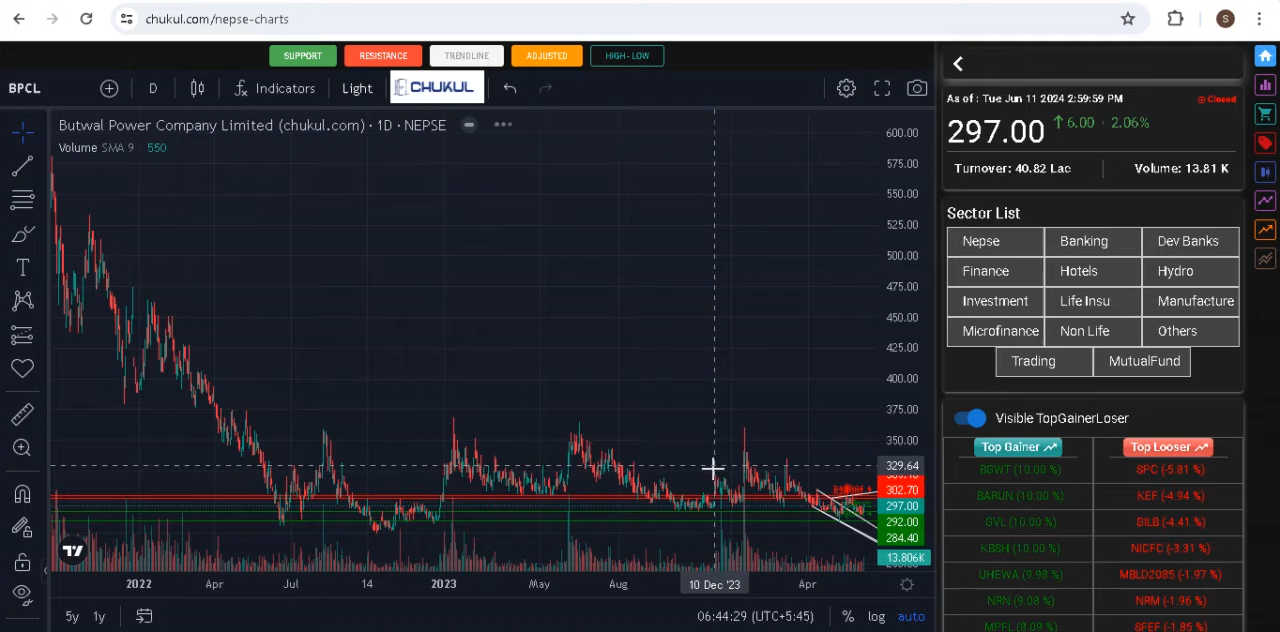 chukul.com/nepse-charts
S
SUPPORT
RESISTANCE
TRENDLINE
ADJUSTED
HIGH-LOW
BPCL
D
Indicators
Light
CHUKUL
Butwal Power Company Limited (chukul.com) · 1D · NEPSE
Volume SMA 9 550
600.00
575.00
550.00
525.00
500.00
475.00
450.00
425.00
400.00
375.00
350.00
329.64
302.70
297.00
292.00
284.40
13.806K
2022
Apr
Jul
14
2023
May
Aug
10 Dec '23
Apr
5y
1y
06:44:29 (UTC+5:45)
%
log
auto
As of : Tue Jun 11 2024 2:59:59 PM
Closed
297.00
6.00 · 2.06%
Turnover: 40.82 Lac
Volume: 13.81 K
Sector List
Nepse
Banking
Dev Banks
Finance
Hotels
Hydro
Investment
Life Insu
Manufacture
Microfinance
Non Life
Others
Trading
MutualFund
Visible TopGainerLoser
Top Gainer
Top Looser
BGWT (10.00 %)
SPC (-5.81 %)
BARUN (10.00 %)
KEF (-4.94 %)
GVL (10.00 %)
GILB (-4.41 %)
KBSH (10.00 %)
NICFC (-3.31 %)
UHEWA (9.98 %)
MBLD2085 (-1.97 %)
NRN (9.08 %)
NRM (-1.96 %)
MPFL (8.09 %)
SFEF (-1.85 %)